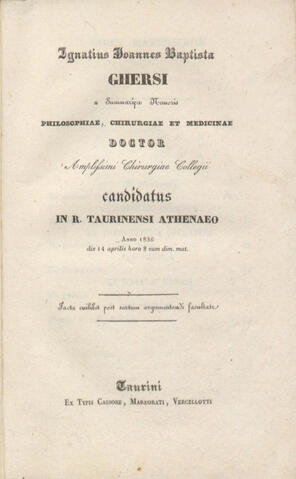 Ignatius Joannes Baptista
GHERSI
a Summaripa Naucris
PHILOSOPHIAE, CHIRURGIAE ET MEDICINAE
DOCTOR
Amplissimi Chirurgiae Collegii
candidatus
IN R. TAURINENSI ATHENAEO
Anno 1836
die 14 aprilis hora 8 cum dim. mat.
Facta cuilibet post sextum argumentandi facultate.
Taurini
Ex Typis Cassone, Marzorati, Vercellotti